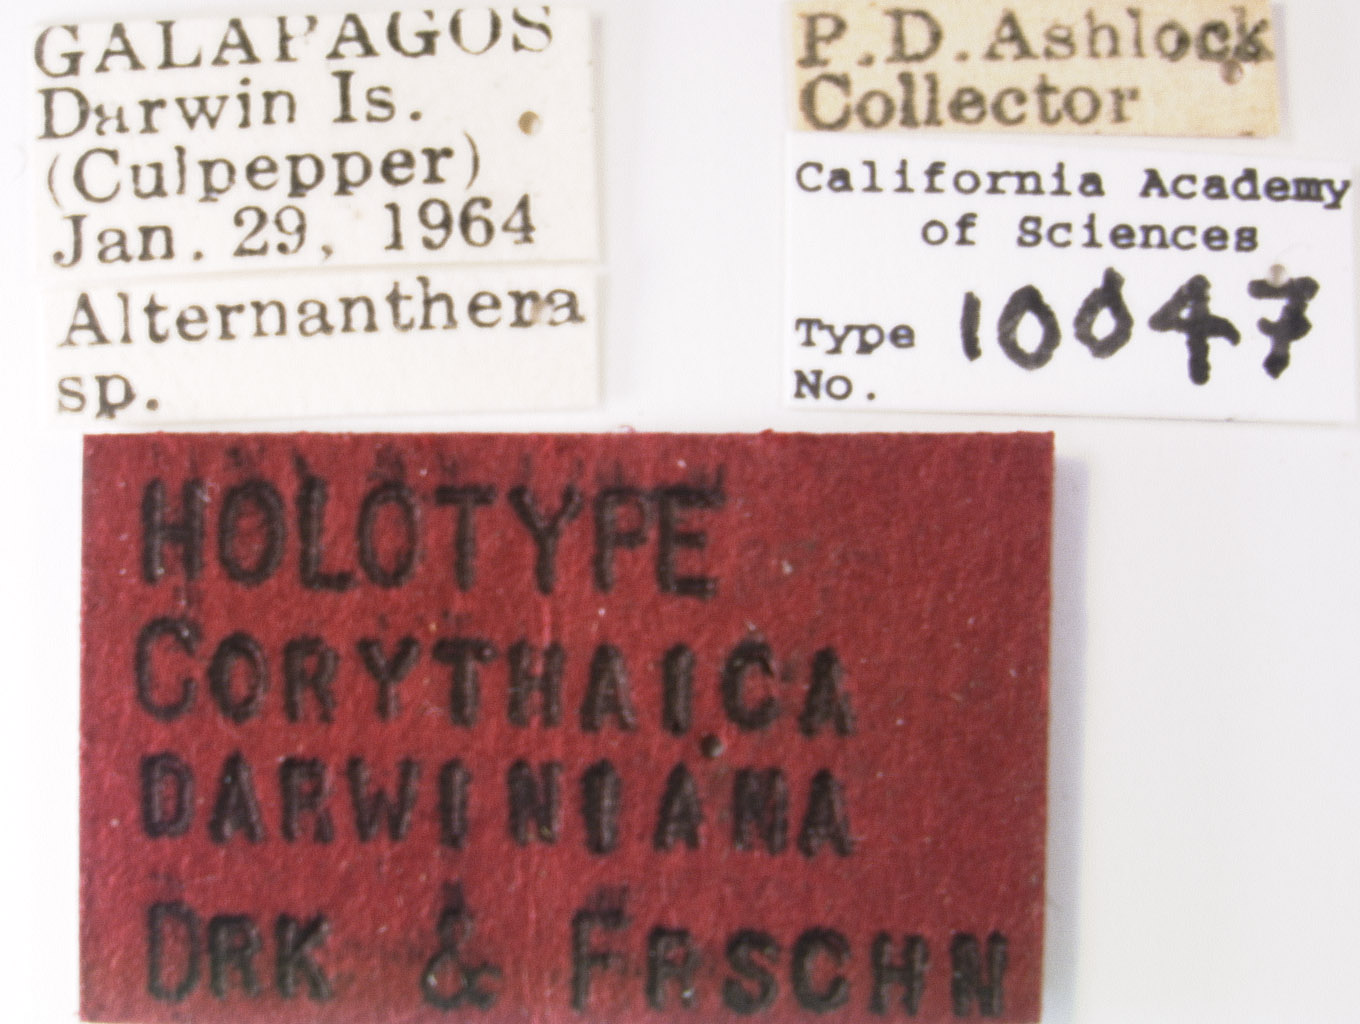 GALAPAGOS
Darwin Is.
(Culpepper)
Jan. 29, 1964
Alternanthera
sp.
P.D.Ashlock
Collector
California Academy
of Sciences
Type
No. 10047
HOLOTYPE
CORYTHAICA
DARWINIANA
DRK & FRSCHN